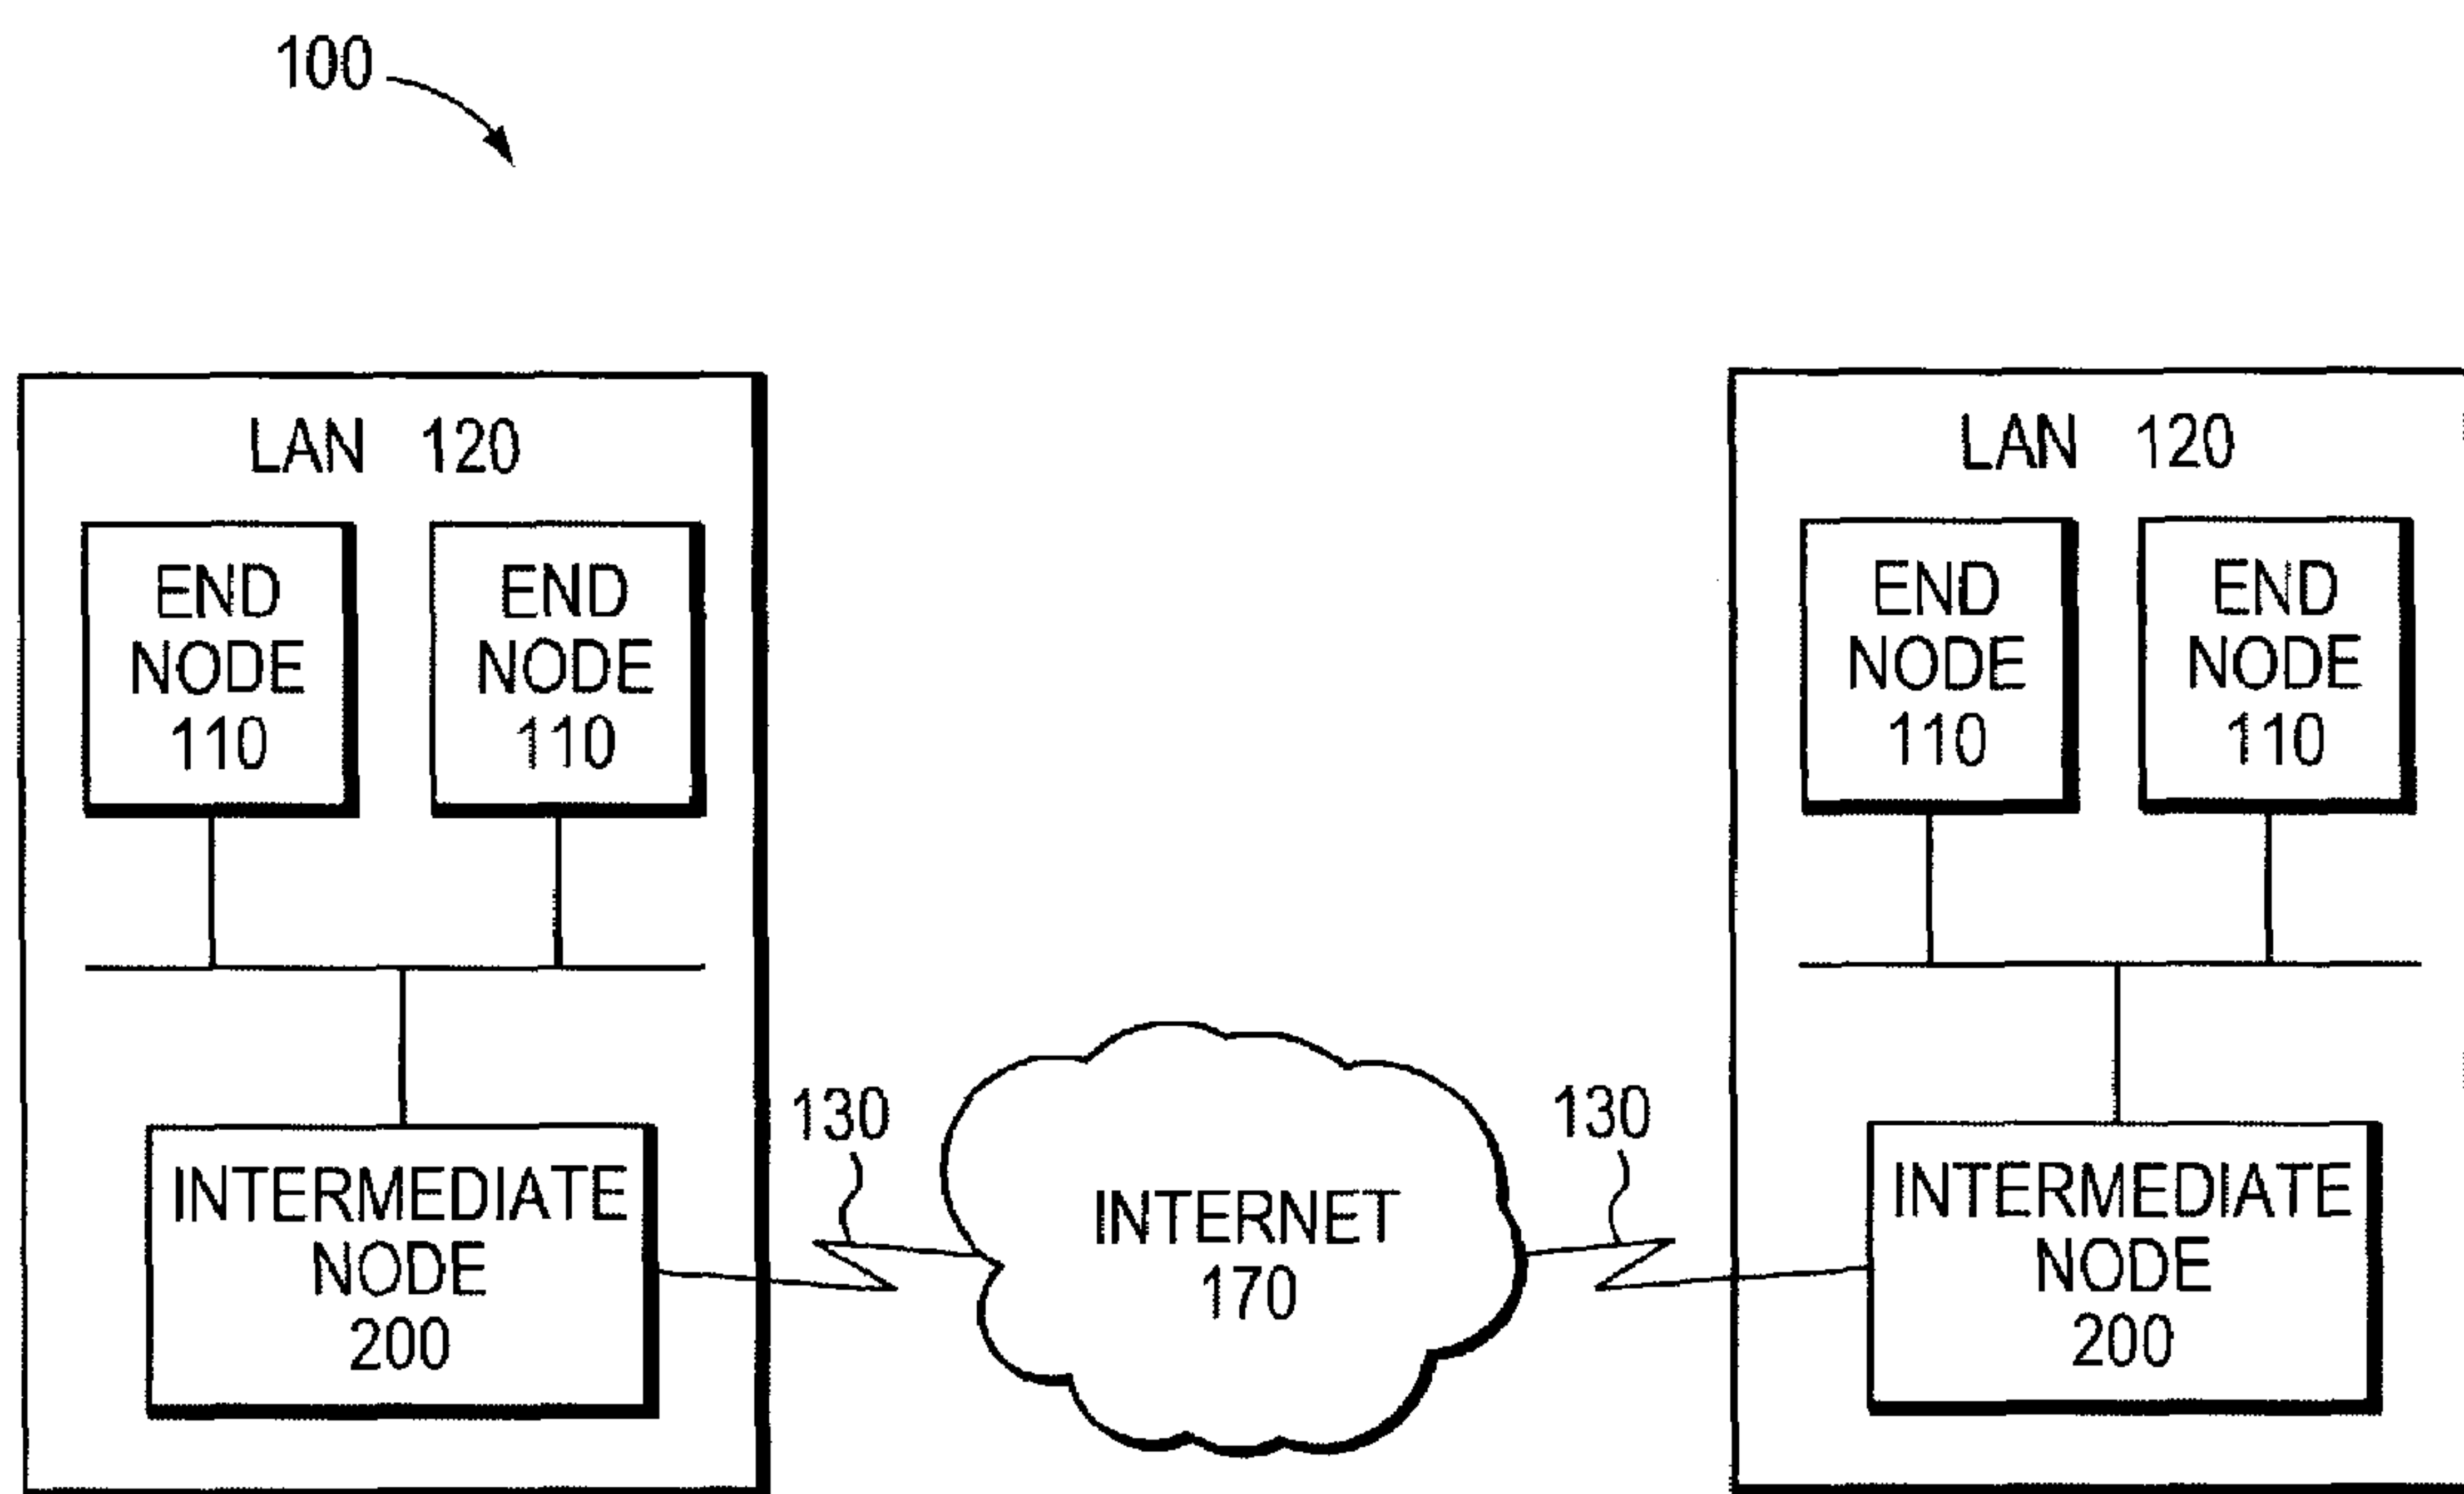 100
LAN 120
END
NODE
110
END
NODE
110
INTERMEDIATE
NODE
200
130
INTERNET
170
130
LAN 120
END
NODE
110
END
NODE
110
INTERMEDIATE
NODE
200